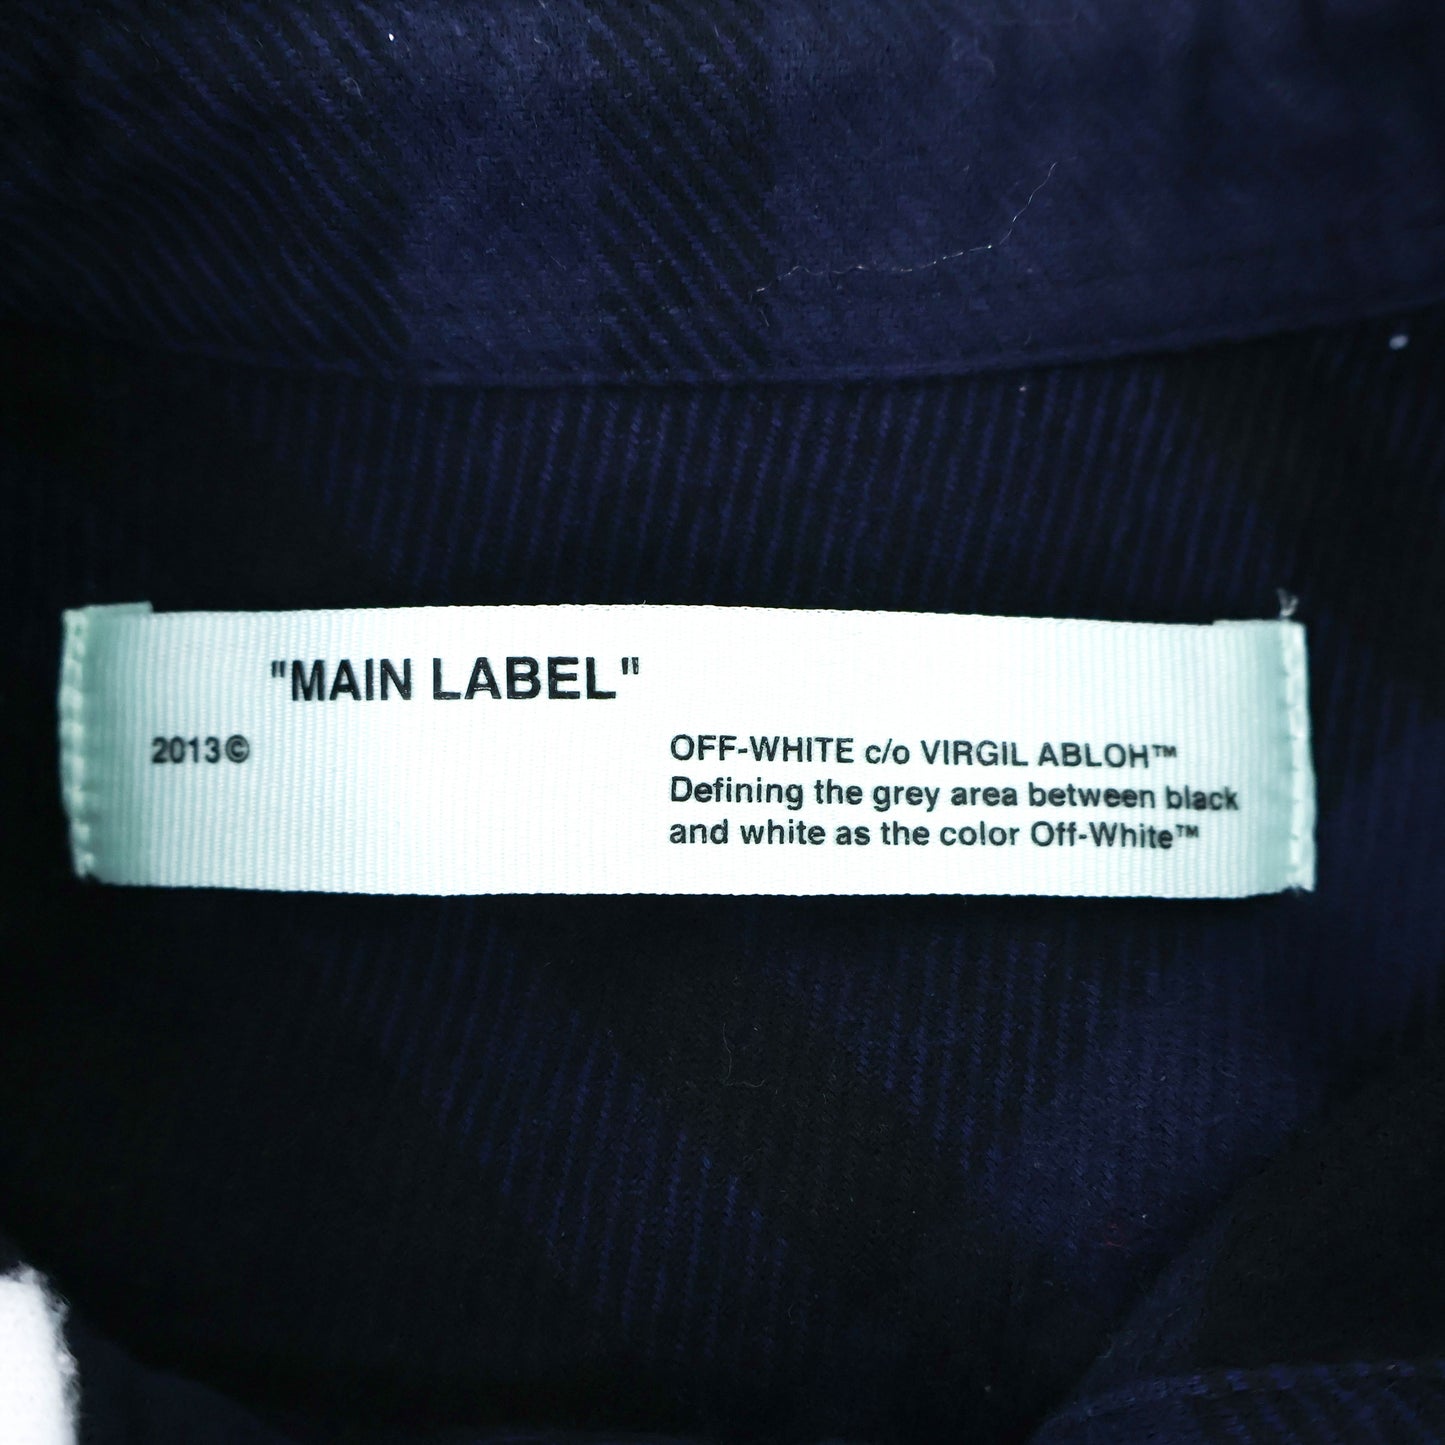 "MAIN LABEL"
2013©
OFF-WHITE c/o VIRGIL ABLOH™
Defining the grey area between black
and white as the color Off-White™